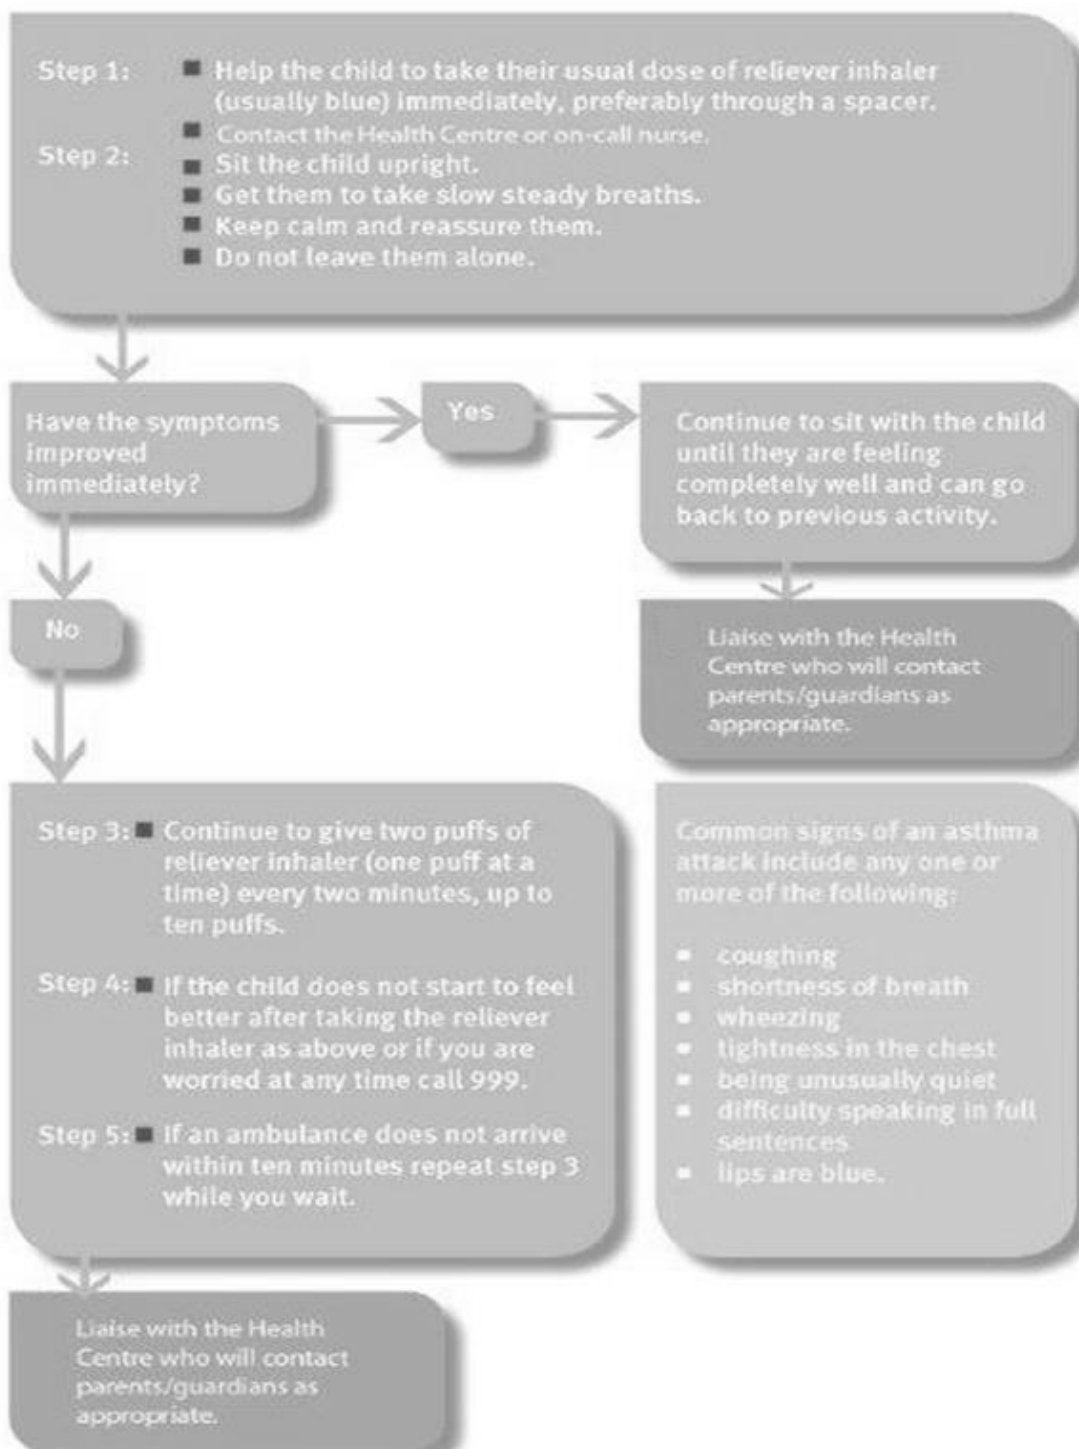 Step 1: ■ Help the child to take their usual dose of reliever inhaler
(usually blue) immediately, preferably through a spacer.
■ Contact the Health Centre or on-call nurse.
Step 2: ■ Sit the child upright.
■ Get them to take slow steady breaths.
■ Keep calm and reassure them.
■ Do not leave them alone.
Have the symptoms
improved
immediately?
Yes
Continue to sit with the child
until they are feeling
completely well and can go
back to previous activity.
Liaise with the Health
Centre who will contact
parents/guardians as
appropriate.
No
Step 3: ■ Continue to give two puffs of
reliever inhaler (one puff at a
time) every two minutes, up to
ten puffs.
Step 4: ■ If the child does not start to feel
better after taking the reliever
inhaler as above or if you are
worried at any time call 999.
Step 5: ■ If an ambulance does not arrive
within ten minutes repeat step 3
while you wait.
Common signs of an asthma
attack include any one or
more of the following:
▪ coughing
▪ shortness of breath
▪ wheezing
▪ tightness in the chest
▪ being unusually quiet
▪ difficulty speaking in full
sentences
▪ lips are blue.
Liaise with the Health
Centre who will contact
parents/guardians as
appropriate.